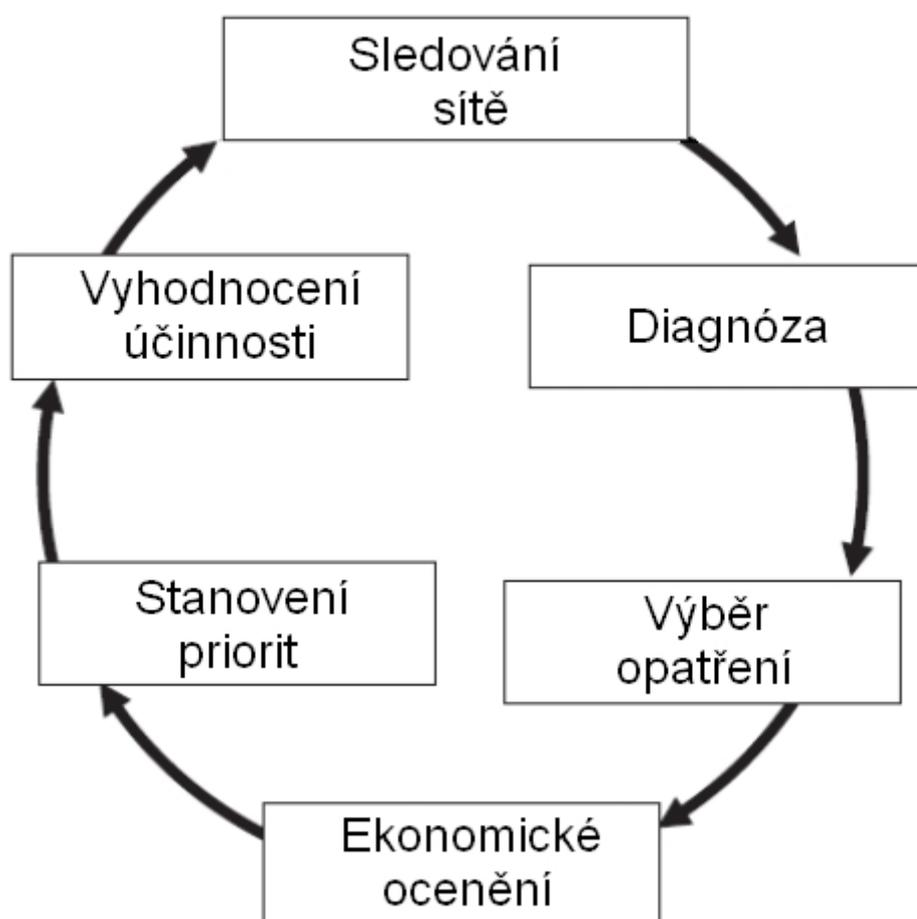 Sledování
sítě
Diagnóza
Výběr
opatření
Ekonomické
ocenění
Stanovení
priorit
Vyhodnocení
účinnosti